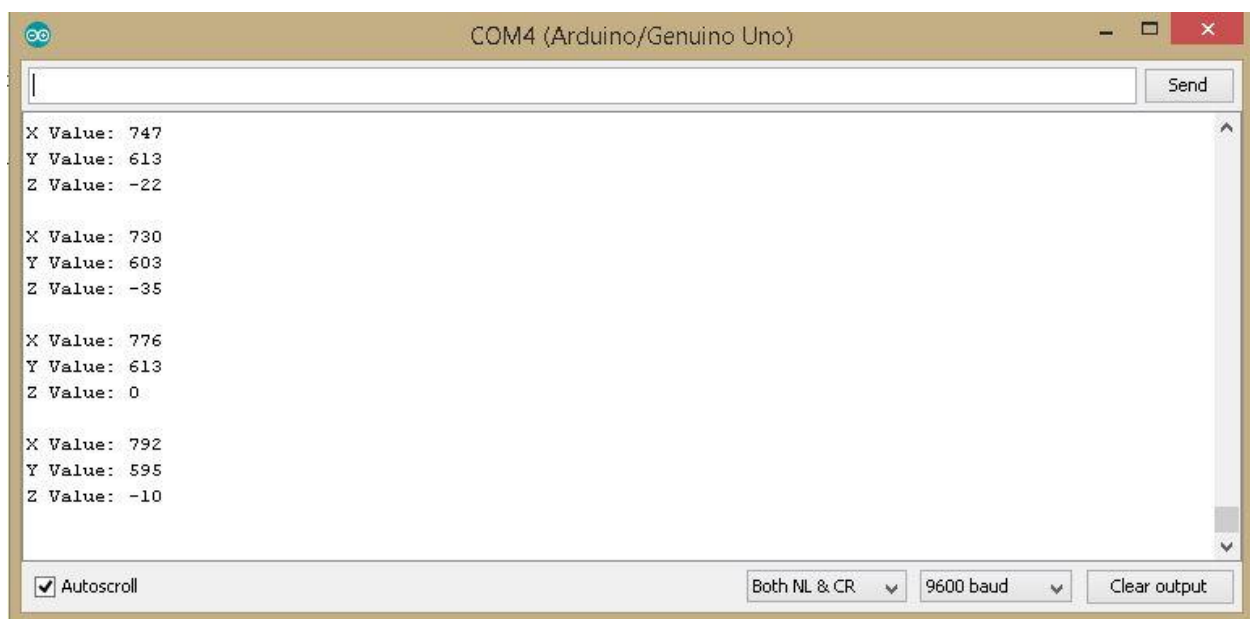 COM4 (Arduino/Genuino Uno)
Send
X Value: 747
Y Value: 613
Z Value: -22
X Value: 730
Y Value: 603
Z Value: -35
X Value: 776
Y Value: 613
Z Value: 0
X Value: 792
Y Value: 595
Z Value: -10
Autoscroll
Both NL & CR
9600 baud
Clear output